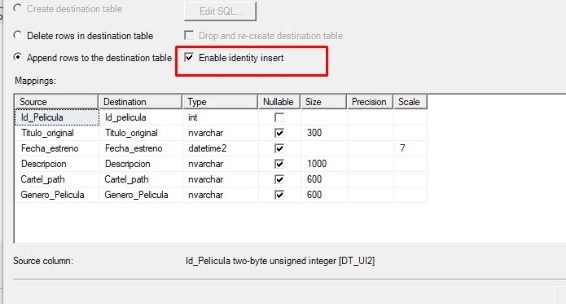 Create destination table
Edit SQL...
Delete rows in destination table
Drop and re-create destination table
Append rows to the destination table
Enable identity insert
Mappings:
Source Destination Type Nullable Size Precision Scale
Id_Pelicula Id_pelicula int
Titulo_original Titulo_original nvarchar 300
Fecha_estreno Fecha_estreno datetime2 7
Descripcion Descripcion nvarchar 1000
Cartel_path Cartel_path nvarchar 600
Genero_Pelicula Genero_Pelicula nvarchar 600
Source column: Id_Pelicula two-byte unsigned integer [DT_UI2]